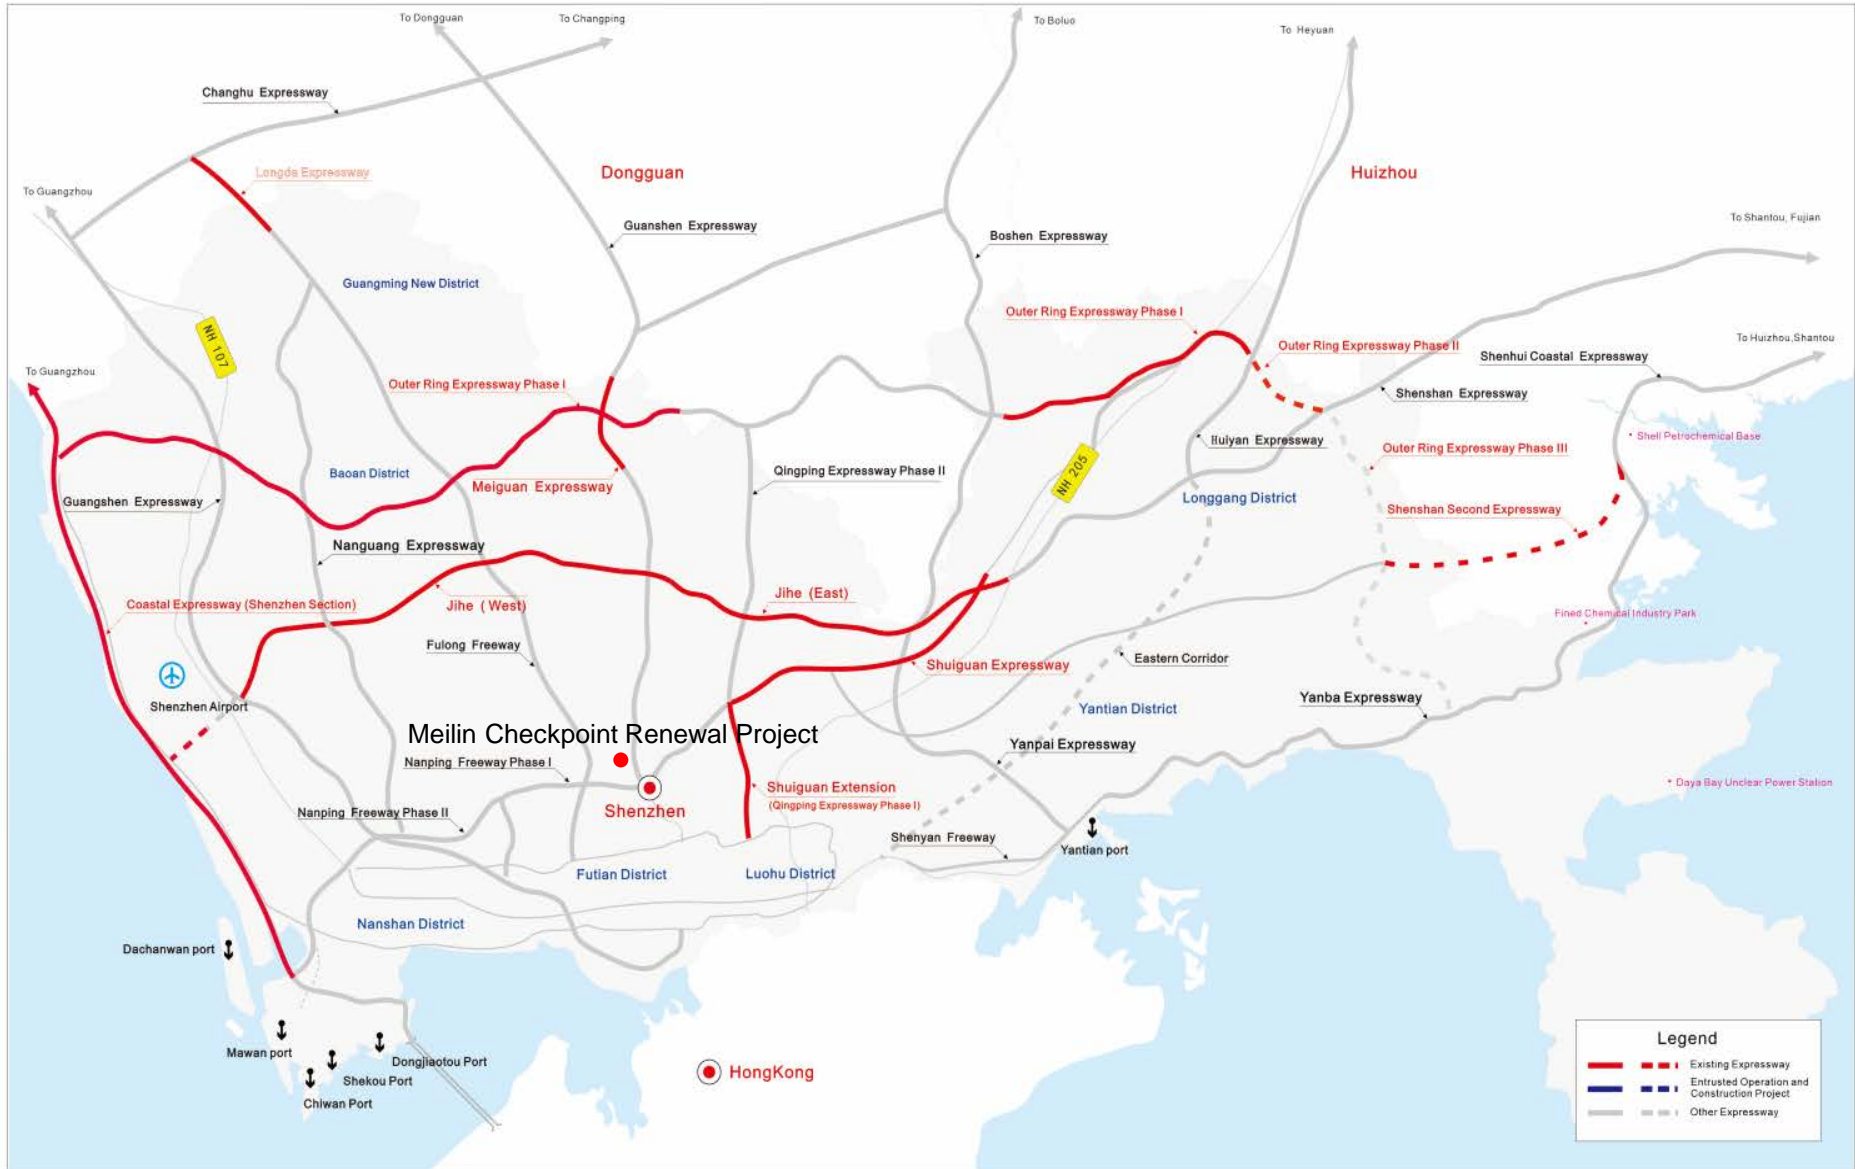 To Dongguan
To Changping
To Boluo
To Heyuan
Changhu Expressway
Longda Expressway
Dongguan
Huizhou
To Guangzhou
To Shantou, Fujian
Guanshen Expressway
Boshen Expressway
Guangming New District
Outer Ring Expressway Phase I
NH 107
Outer Ring Expressway Phase II
Shenhui Coastal Expressway
To Huizhou,Shantou
To Guangzhou
Outer Ring Expressway Phase I
Shenshan Expressway
Huiyan Expressway
Shell Petrochemical Base
Outer Ring Expressway Phase III
Baoan District
Qingping Expressway Phase II
NH 205
Meiguan Expressway
Longgang District
Guangshen Expressway
Shenshan Second Expressway
Nanguang Expressway
Coastal Expressway (Shenzhen Section)
Jihe (West)
Jihe (East)
Fined Chemical Industry Park
Fulong Freeway
Shuiguan Expressway
Eastern Corridor
Shenzhen Airport
Yantian District
Yanba Expressway
Meilin Checkpoint Renewal Project
Yanpai Expressway
Nanping Freeway Phase I
Shuiguan Extension
(Qingping Expressway Phase I)
Daya Bay Unclear Power Station
Shenzhen
Nanping Freeway Phase II
Shenyan Freeway
Yantian port
Futian District
Luohu District
Nanshan District
Dachanwan port
Mawan port
Dongjiaotou Port
Shekou Port
Chiwan Port
HongKong
Legend
Existing Expressway
Entrusted Operation and
Construction Project
Other Expressway